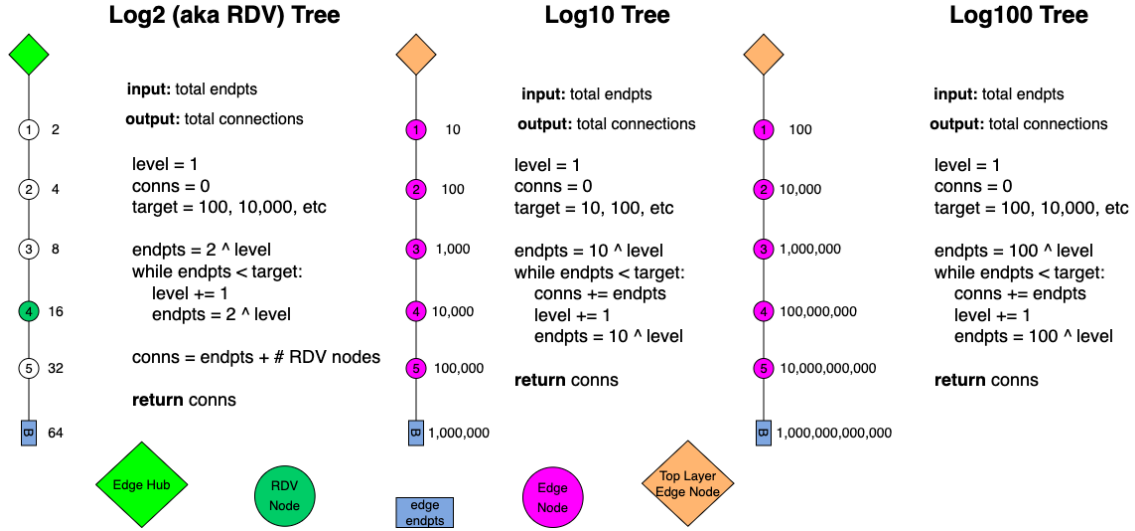 Log2 (aka RDV) Tree
input: total endpts
output: total connections
level = 1
conns = 0
target = 100, 10,000, etc
endpts = 2 ^ level
while endpts < target:
level += 1
endpts = 2 ^ level
conns = endpts + # RDV nodes
return conns
1 2
2 4
3 8
4 16
5 32
B 64
Log10 Tree
input: total endpts
output: total connections
level = 1
conns = 0
target = 10, 100, etc
endpts = 10 ^ level
while endpts < target:
conns += endpts
level += 1
endpts = 10 ^ level
return conns
1 10
2 100
3 1,000
4 10,000
5 100,000
B 1,000,000
Log100 Tree
input: total endpts
output: total connections
level = 1
conns = 0
target = 100, 10,000, etc
endpts = 100 ^ level
while endpts < target:
conns += endpts
level += 1
endpts = 100 ^ level
return conns
1 100
2 10,000
3 1,000,000
4 100,000,000
5 10,000,000,000
B 1,000,000,000,000
Edge Hub
RDV
Node
edge
endpts
Edge
Node
Top Layer
Edge Node